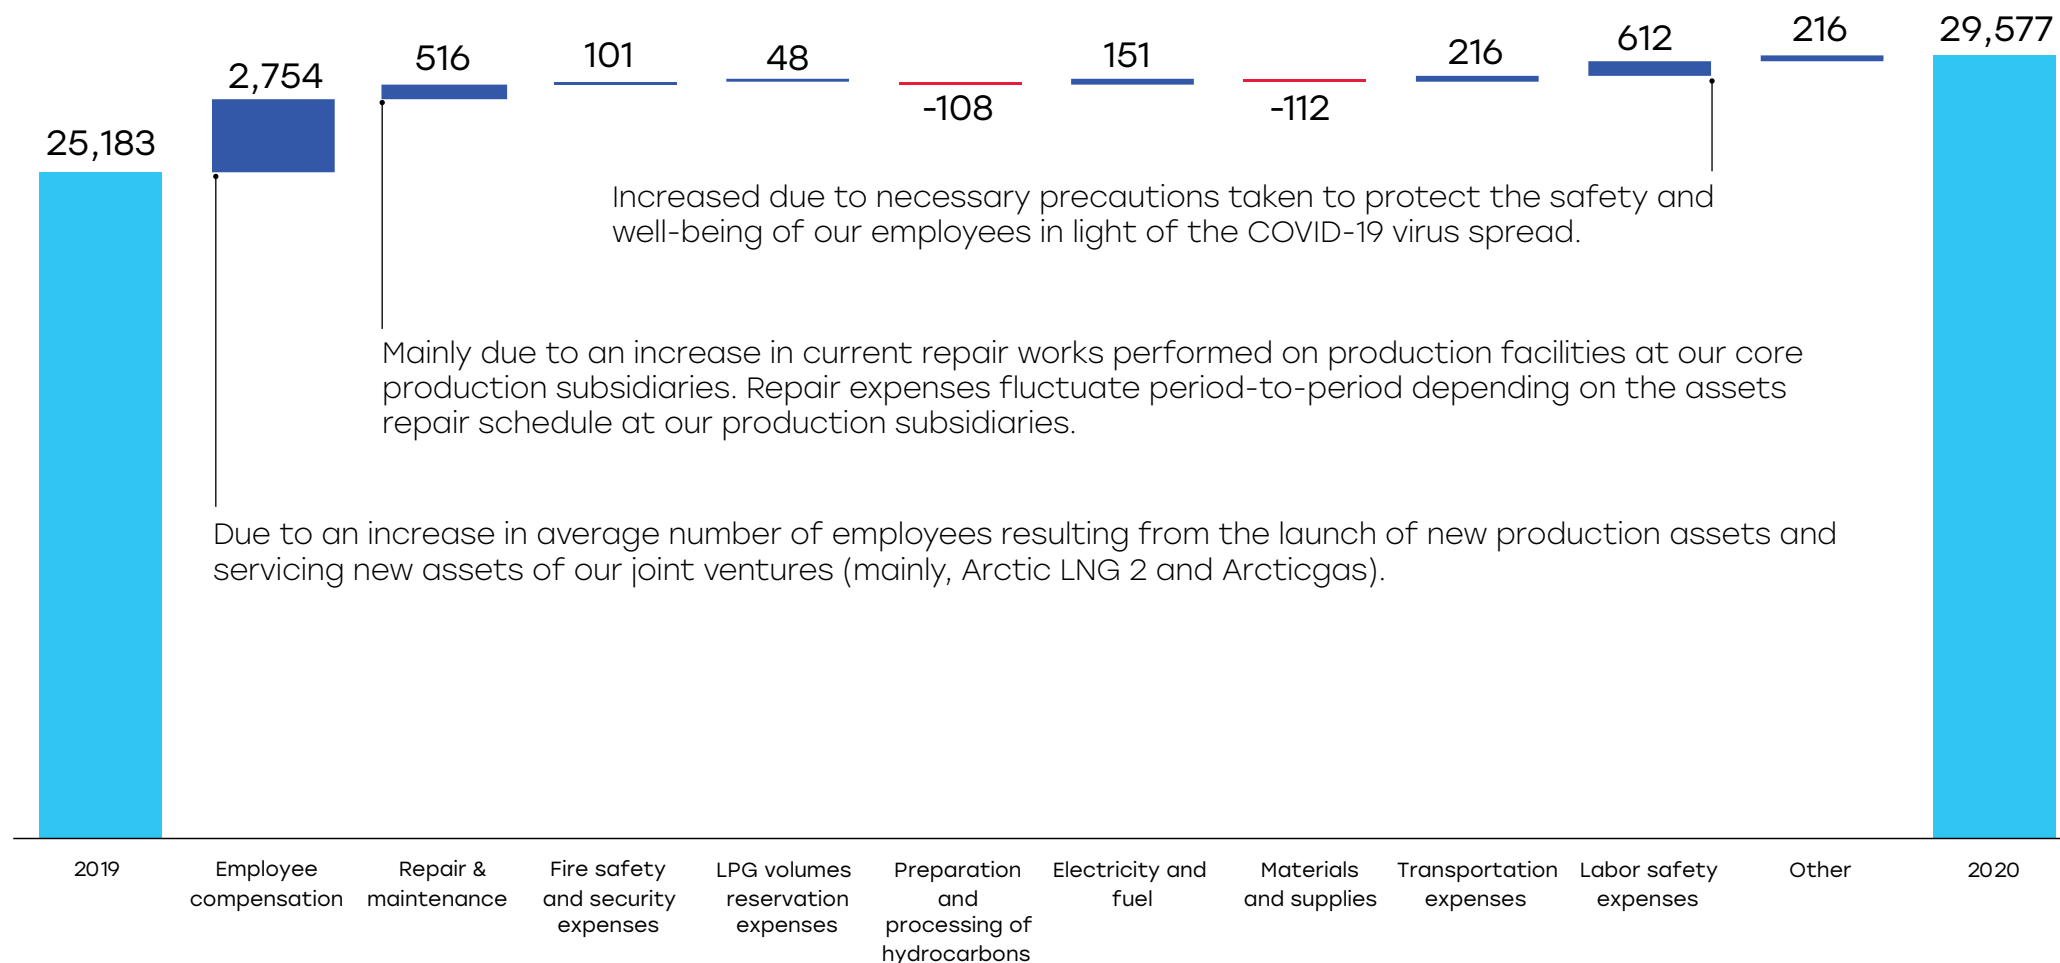 25,183
2,754
516
101
48
-108
151
-112
216
612
216
29,577
Increased due to necessary precautions taken to protect the safety and
well-being of our employees in light of the COVID-19 virus spread.
Mainly due to an increase in current repair works performed on production facilities at our core
production subsidiaries. Repair expenses fluctuate period-to-period depending on the assets
repair schedule at our production subsidiaries.
Due to an increase in average number of employees resulting from the launch of new production assets and
servicing new assets of our joint ventures (mainly, Arctic LNG 2 and Arcticgas).
2019
Employee
compensation
Repair &
maintenance
Fire safety
and security
expenses
LPG volumes
reservation
expenses
Preparation
and
processing of
hydrocarbons
Electricity and
fuel
Materials
and supplies
Transportation
expenses
Labor safety
expenses
Other
2020